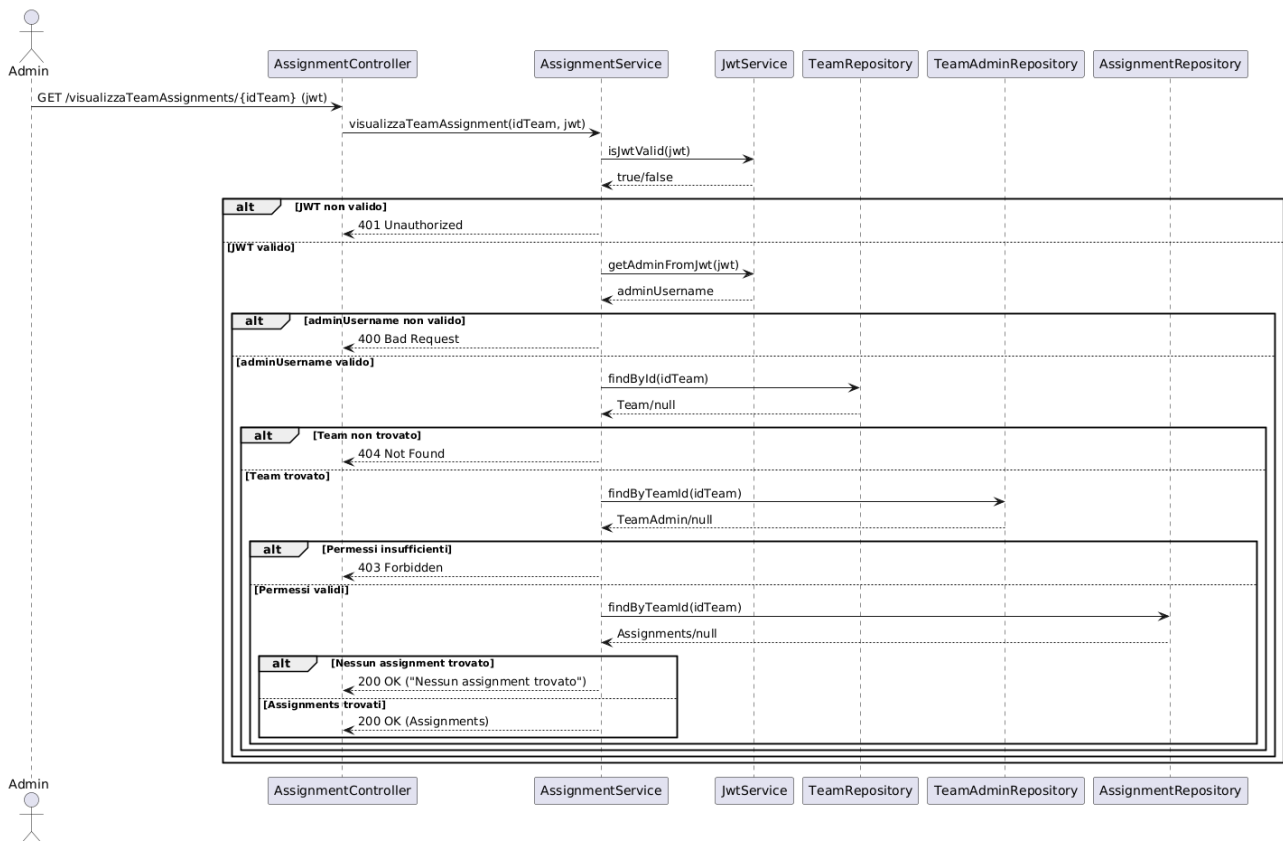 Admin
AssignmentController
AssignmentService
JwtService
TeamRepository
TeamAdminRepository
AssignmentRepository
GET /visualizzaTeamAssignments/{idTeam} (jwt)
visualizzaTeamAssignment(idTeam, jwt)
isJwtValid(jwt)
true/false
alt
[JWT non valido]
401 Unauthorized
[JWT valido]
getAdminFromJwt(jwt)
adminUsername
alt
[adminUsername non valido]
400 Bad Request
[adminUsername valido]
findById(idTeam)
Team/null
alt
[Team non trovato]
404 Not Found
[Team trovato]
findByTeamId(idTeam)
TeamAdmin/null
alt
[Permessi insufficienti]
403 Forbidden
[Permessi validi]
findByTeamId(idTeam)
Assignments/null
alt
[Nessun assignment trovato]
200 OK ("Nessun assignment trovato")
[Assignments trovati]
200 OK (Assignments)
Admin
AssignmentController
AssignmentService
JwtService
TeamRepository
TeamAdminRepository
AssignmentRepository